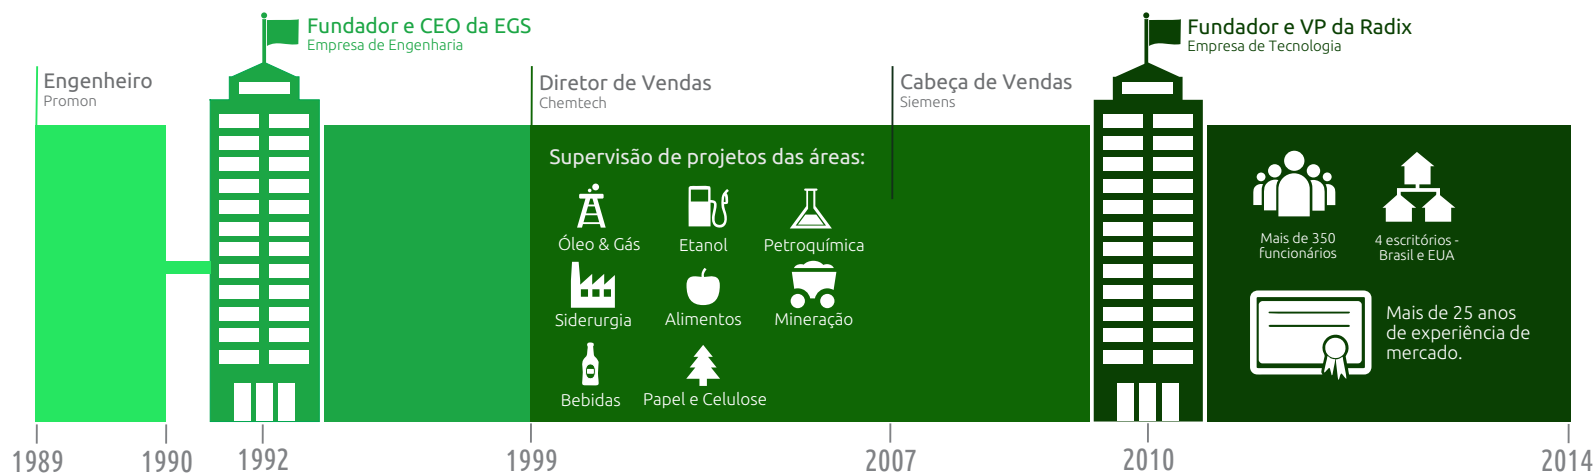 Fundador e CEO da EGS
Empresa de Engenharia
Fundador e VP da Radix
Empresa de Tecnologia
Engenheiro
Promon
Diretor de Vendas
Chemtech
Cabeça de Vendas
Siemens
Supervisão de projetos das áreas:
Óleo & Gás
Etanol
Petroquímica
Siderurgia
Alimentos
Mineração
Bebidas
Papel e Celulose
Mais de 350
funcionários
4 escritórios -
Brasil e EUA
Mais de 25 anos
de experiência de
mercado.
1989
1990
1992
1999
2007
2010
2014